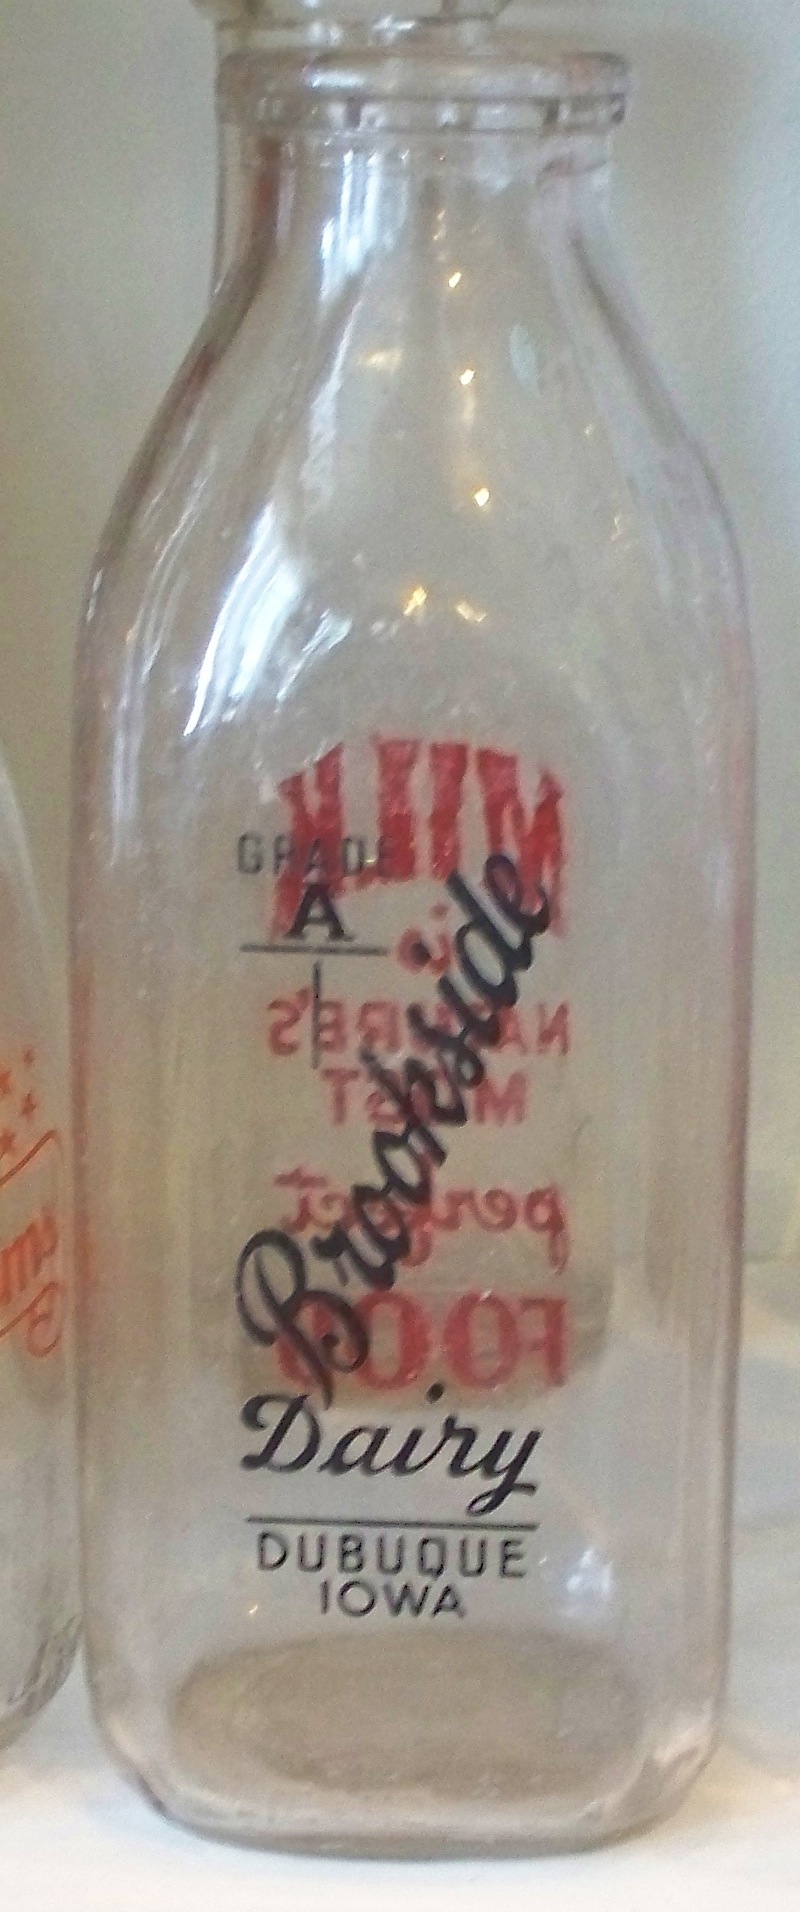 GRADE
A
Brookside
Dairy
DUBUQUE
IOWA
MILK
is
NATURE'S
MOST
perfect
FOOD